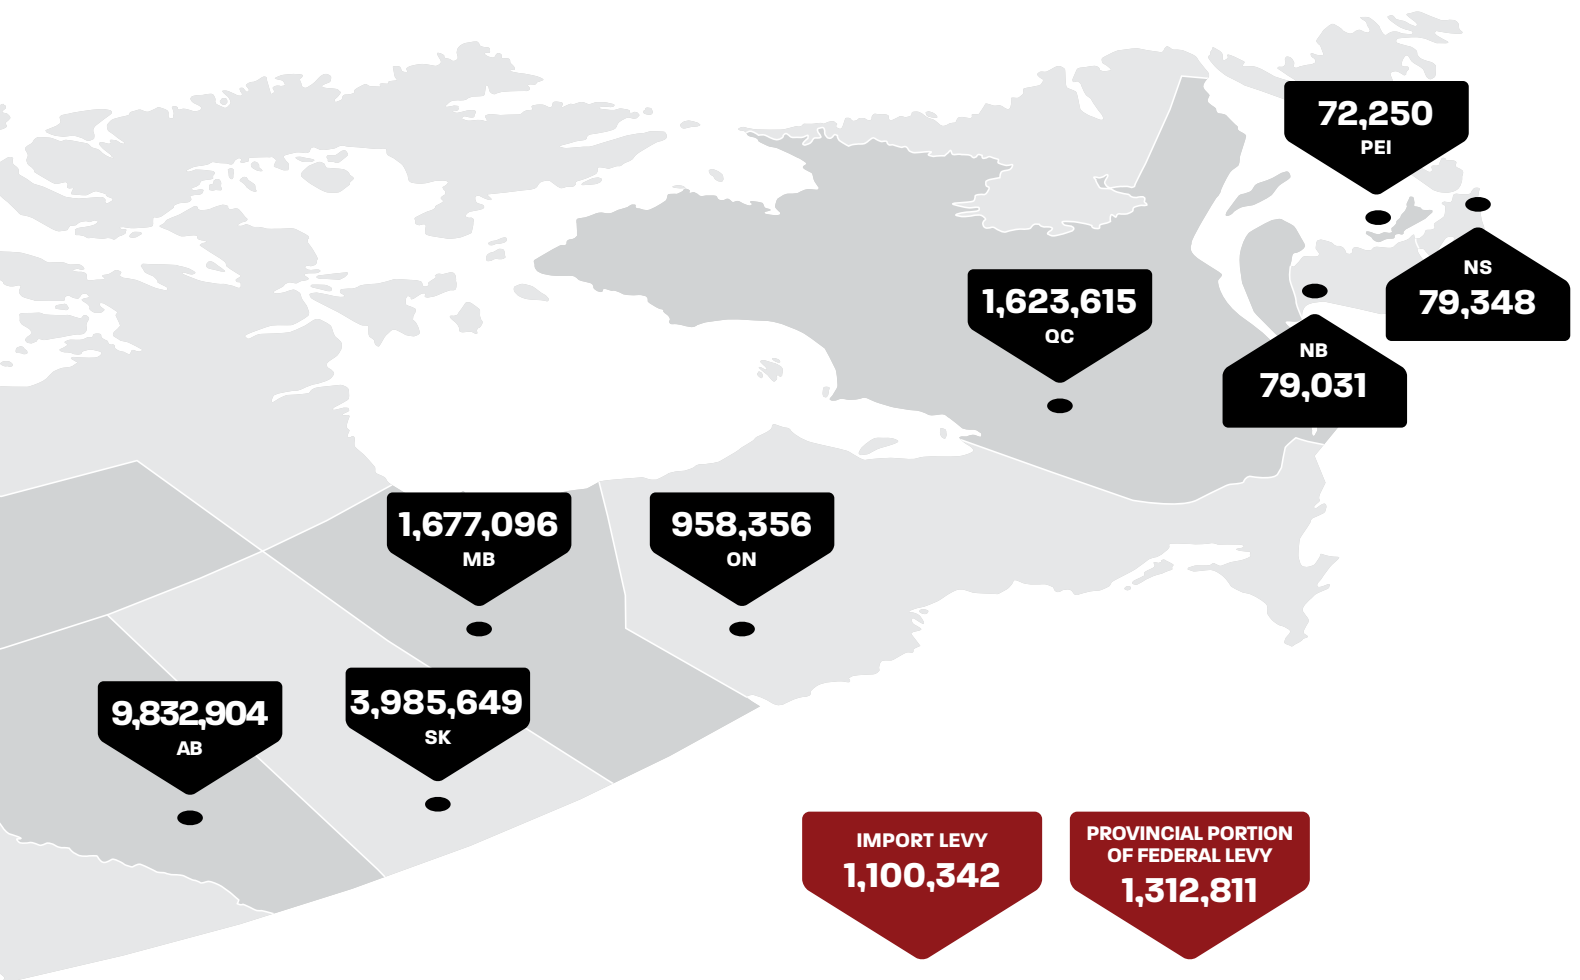 72,250
PEI
NS
79,348
1,623,615
QC
NB
79,031
1,677,096
MB
958,356
ON
9,832,904
AB
3,985,649
SK
IMPORT LEVY
1,100,342
PROVINCIAL PORTION
OF FEDERAL LEVY
1,312,811